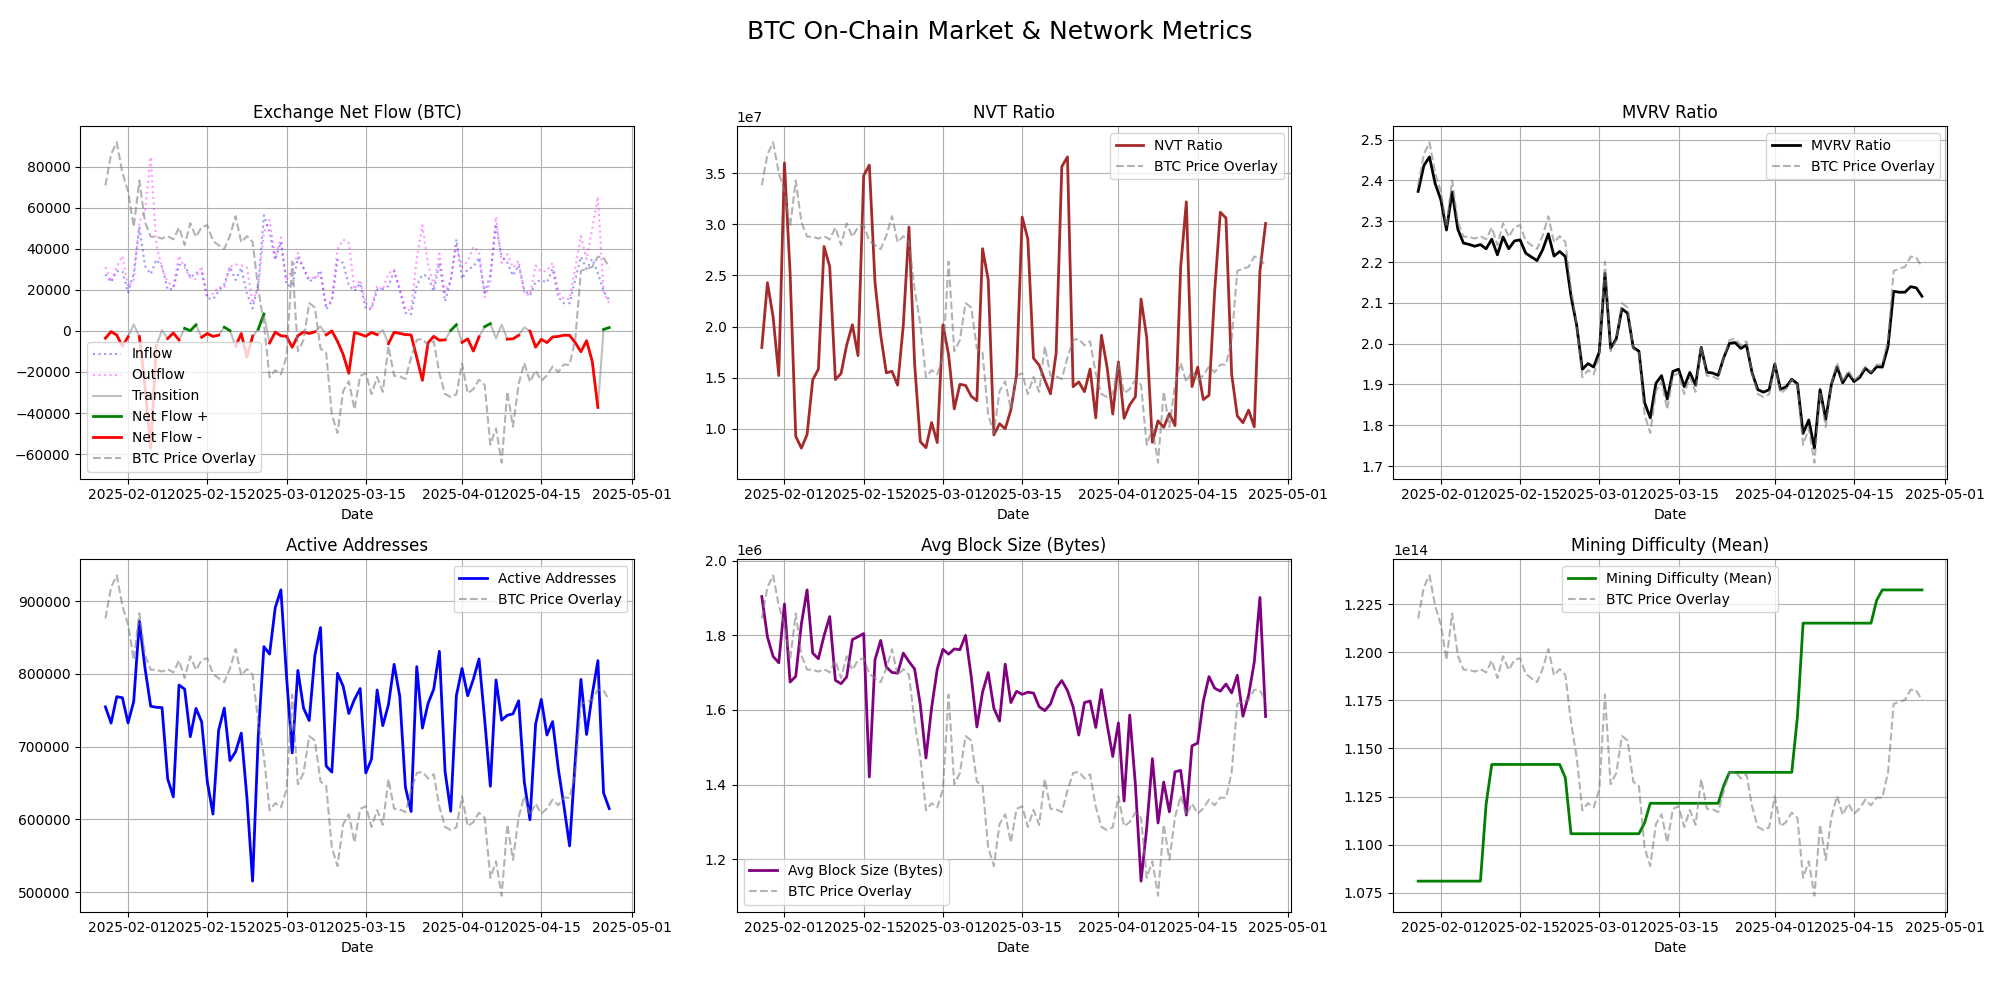 BTC On-Chain Market & Network Metrics
Exchange Net Flow (BTC)
80000
60000
40000
20000
0
−20000
−40000
−60000
Inflow
Outflow
Transition
Net Flow +
Net Flow -
BTC Price Overlay
2025-02-01 2025-02-15 2025-03-01 2025-03-15 2025-04-01 2025-04-15 2025-05-01
Date
NVT Ratio
1e7
3.5
3.0
2.5
2.0
1.5
1.0
NVT Ratio
BTC Price Overlay
2025-02-01 2025-02-15 2025-03-01 2025-03-15 2025-04-01 2025-04-15 2025-05-01
Date
MVRV Ratio
2.5
2.4
2.3
2.2
2.1
2.0
1.9
1.8
1.7
MVRV Ratio
BTC Price Overlay
2025-02-01 2025-02-15 2025-03-01 2025-03-15 2025-04-01 2025-04-15 2025-05-01
Date
Active Addresses
900000
800000
700000
600000
500000
Active Addresses
BTC Price Overlay
2025-02-01 2025-02-15 2025-03-01 2025-03-15 2025-04-01 2025-04-15 2025-05-01
Date
Avg Block Size (Bytes)
1e6
2.0
1.8
1.6
1.4
1.2
Avg Block Size (Bytes)
BTC Price Overlay
2025-02-01 2025-02-15 2025-03-01 2025-03-15 2025-04-01 2025-04-15 2025-05-01
Date
Mining Difficulty (Mean)
1e14
1.225
1.200
1.175
1.150
1.125
1.100
1.075
Mining Difficulty (Mean)
BTC Price Overlay
2025-02-01 2025-02-15 2025-03-01 2025-03-15 2025-04-01 2025-04-15 2025-05-01
Date